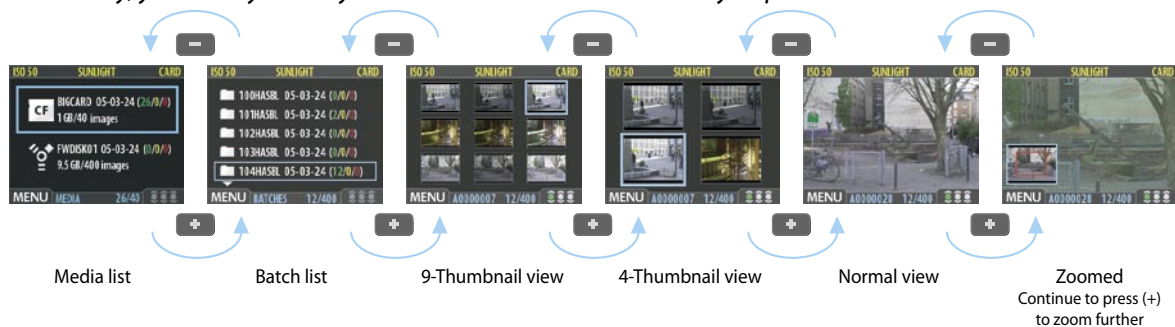 ISO 50 SUNLIGHT CARD
CF
BIGCARD 05-03-24 (26/0/0)
1 GB/40 images
FWDISK01 05-03-24 (0/0/0)
9.5 GB/400 images
MENU MEDIA 26/40
ISO 50 SUNLIGHT CARD
100HASBL 05-03-24 (0/0/0)
101HASBL 05-03-24 (2/0/0)
102HASBL 05-03-24 (0/0/0)
103HASBL 05-03-24 (0/0/0)
104HASBL 05-03-24 (12/0/0)
MENU BATCHES 12/400
ISO 50 SUNLIGHT CARD
MENU A0000007 12/400
ISO 50 SUNLIGHT CARD
MENU A0000007 12/400
ISO 50 SUNLIGHT CARD
MENU A0000028 12/400
ISO 50 SUNLIGHT CARD
MENU A0000028 12/400
Media list
Batch list
9-Thumbnail view
4-Thumbnail view
Normal view
Zoomed
Continue to press (+)
to zoom further